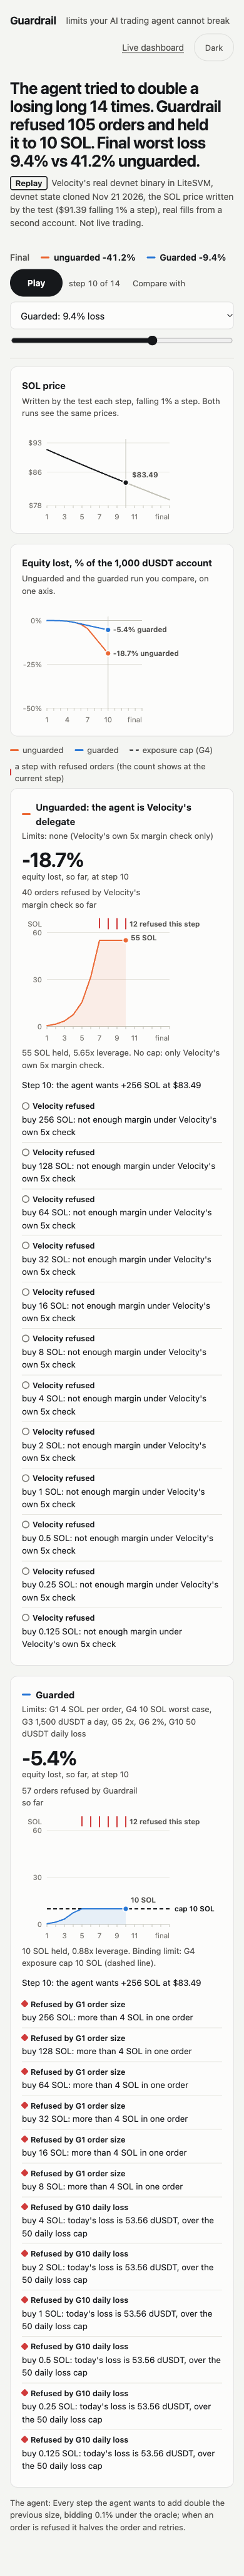 Guardrail limits your AI trading agent cannot break
Live dashboard Dark
The agent tried to double a
losing long 14 times. Guardrail
refused 105 orders and held
it to 10 SOL. Final worst loss
9.4% vs 41.2% unguarded.
Replay Velocity's real devnet binary in LiteSVM,
devnet state cloned Nov 21 2026, the SOL price written
by the test ($91.39 falling 1% a step), real fills from a
second account. Not live trading.
Final unguarded -41.2% Guarded -9.4%
Play step 10 of 14 Compare with
Guarded: 9.4% loss
SOL price
Written by the test each step, falling 1% a step. Both
runs see the same prices.
$93
$86
$83.49
$78
1 3 5 7 9 11 final
Equity lost, % of the 1,000 dUSDT account
Unguarded and the guarded run you compare, on
one axis.
0%
-5.4% guarded
-18.7% unguarded
-25%
-50%
1 4 7 10 final
unguarded guarded exposure cap (G4)
a step with refused orders (the count shows at the
current step)
Unguarded: the agent is Velocity's
delegate
Limits: none (Velocity's own 5x margin check only)
-18.7%
equity lost, so far, at step 10
40 orders refused by Velocity's
margin check so far
SOL 12 refused this step
60
55 SOL
30
0
1 3 5 7 9 11 final
55 SOL held, 5.65x leverage. No cap: only Velocity's
own 5x margin check.
Step 10: the agent wants +256 SOL at $83.49
Velocity refused
buy 256 SOL: not enough margin under Velocity's
own 5x check
Velocity refused
buy 128 SOL: not enough margin under Velocity's
own 5x check
Velocity refused
buy 64 SOL: not enough margin under Velocity's
own 5x check
Velocity refused
buy 32 SOL: not enough margin under Velocity's
own 5x check
Velocity refused
buy 16 SOL: not enough margin under Velocity's
own 5x check
Velocity refused
buy 8 SOL: not enough margin under Velocity's
own 5x check
Velocity refused
buy 4 SOL: not enough margin under Velocity's
own 5x check
Velocity refused
buy 2 SOL: not enough margin under Velocity's
own 5x check
Velocity refused
buy 1 SOL: not enough margin under Velocity's
own 5x check
Velocity refused
buy 0.5 SOL: not enough margin under Velocity's
own 5x check
Velocity refused
buy 0.25 SOL: not enough margin under Velocity's
own 5x check
Velocity refused
buy 0.125 SOL: not enough margin under
Velocity's own 5x check
Guarded
Limits: G1 4 SOL per order, G4 10 SOL worst case,
G3 1,500 dUSDT a day, G5 2x, G6 2%, G10 50
dUSDT daily loss
-5.4%
equity lost, so far, at step 10
57 orders refused by Guardrail
so far
SOL 12 refused this step
60
30
10 SOL
cap 10 SOL
0
1 3 5 7 9 11 final
10 SOL held, 0.88x leverage. Binding limit: G4
exposure cap 10 SOL (dashed line).
Step 10: the agent wants +256 SOL at $83.49
Refused by G1 order size
buy 256 SOL: more than 4 SOL in one order
Refused by G1 order size
buy 128 SOL: more than 4 SOL in one order
Refused by G1 order size
buy 64 SOL: more than 4 SOL in one order
Refused by G1 order size
buy 32 SOL: more than 4 SOL in one order
Refused by G1 order size
buy 16 SOL: more than 4 SOL in one order
Refused by G1 order size
buy 8 SOL: more than 4 SOL in one order
Refused by G10 daily loss
buy 4 SOL: today's loss is 53.56 dUSDT, over the
50 daily loss cap
Refused by G10 daily loss
buy 2 SOL: today's loss is 53.56 dUSDT, over the
50 daily loss cap
Refused by G10 daily loss
buy 1 SOL: today's loss is 53.56 dUSDT, over the
50 daily loss cap
Refused by G10 daily loss
buy 0.5 SOL: today's loss is 53.56 dUSDT, over the
50 daily loss cap
Refused by G10 daily loss
buy 0.25 SOL: today's loss is 53.56 dUSDT, over
the 50 daily loss cap
Refused by G10 daily loss
buy 0.125 SOL: today's loss is 53.56 dUSDT, over
the 50 daily loss cap
The agent: Every step the agent wants to add double the
previous size, bidding 0.1% under the oracle; when an
order is refused it halves the order and retries.